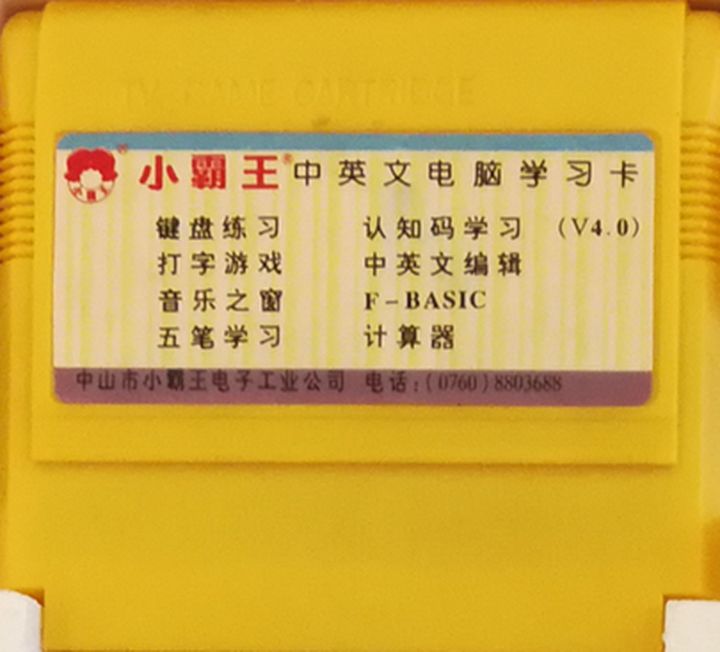 TV GAME CARTRIDGE
小霸王®中英文电脑学习卡
小霸王
键盘练习 认知码学习 (V4.0)
打字游戏 中英文编辑
音乐之窗 F-BASIC
五笔学习 计算器
中山市小霸王电子工业公司 电话:(0760)8803688